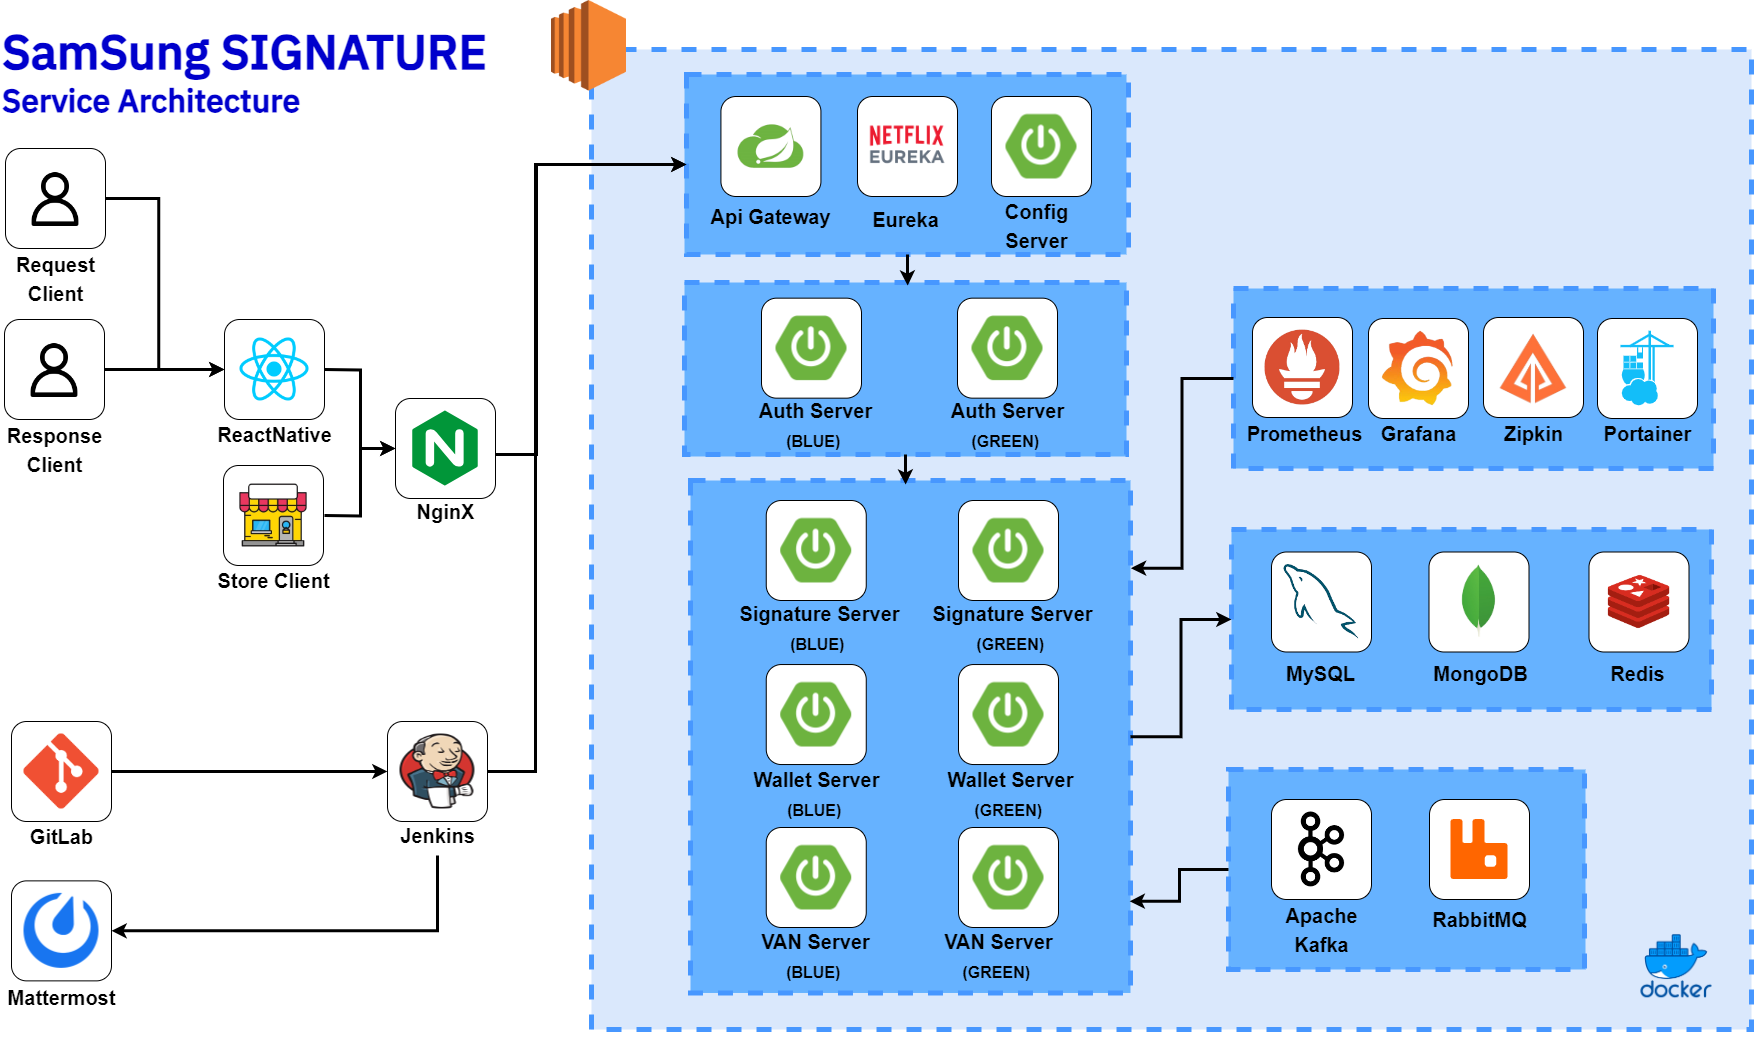 SamSung SIGNATURE
Service Architecture
Request
Client
Response
Client
ReactNative
Store Client
NginX
GitLab
Jenkins
Mattermost
NETFLIX
EUREKA
Api Gateway
Eureka
Config
Server
Auth Server
(BLUE)
Auth Server
(GREEN)
Signature Server
(BLUE)
Signature Server
(GREEN)
Wallet Server
(BLUE)
Wallet Server
(GREEN)
VAN Server
(BLUE)
VAN Server
(GREEN)
Prometheus
Grafana
Zipkin
Portainer
MySQL
MongoDB
Redis
Apache
Kafka
RabbitMQ
docker